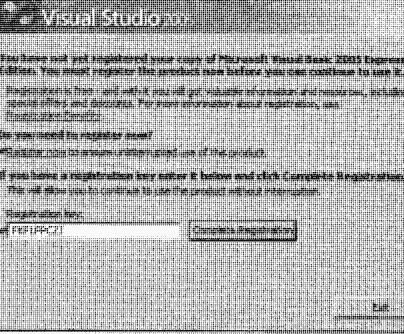 Visual Studio 2005
You have not yet registered your copy of Microsoft Visual Basic 2005 Express
Edition. You must register the product now before you can continue to use it.
Registration is free - and with it you will get valuable information and resources, including
special offers and discounts. For more information about registration, see
Registration Benefits.
Do you need to register now?
Register now to ensure uninterrupted use of this product.
If you have a registration key enter it below and click Complete Registration.
This will allow you to continue to use the product without interruption.
Registration key:
Complete Registration
Exit